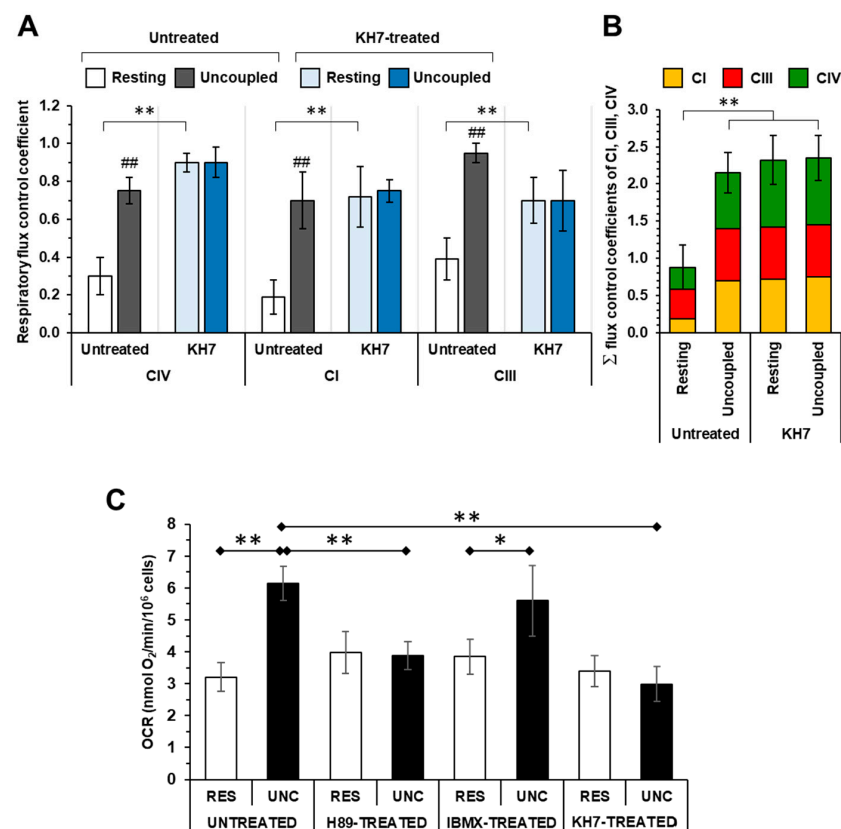 A
Untreated KH7-treated
Resting Uncoupled Resting Uncoupled
Respiratory flux control coefficient
1.2
1.0
0.8
0.6
0.4
0.2
0.0
** ** **
## ## ##
Untreated KH7 Untreated KH7 Untreated KH7
CIV CI CIII
B
CI CIII CIV
Σ flux control coefficients of CI, CIII, CIV
3.0
2.5
2.0
1.5
1.0
0.5
0.0
**
Resting Uncoupled Resting Uncoupled
Untreated KH7
C
OCR (nmol O₂/min/10⁶ cells)
8
7
6
5
4
3
2
1
0
**
** ** *
RES UNC RES UNC RES UNC RES UNC
UNTREATED H89-TREATED IBMX-TREATED KH7-TREATED